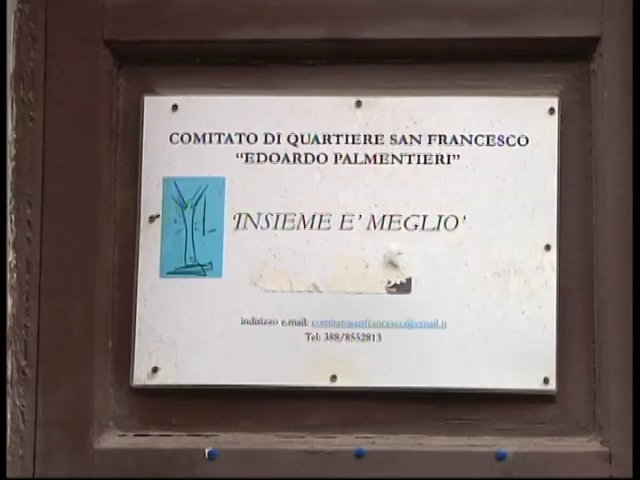 COMITATO DI QUARTIERE SAN FRANCESCO
“EDOARDO PALMENTIERI”
'INSIEME E’ MEGLIO’
indirizzo e.mail: comitatosanfrancesco@email.it
Tel: 388/8552813